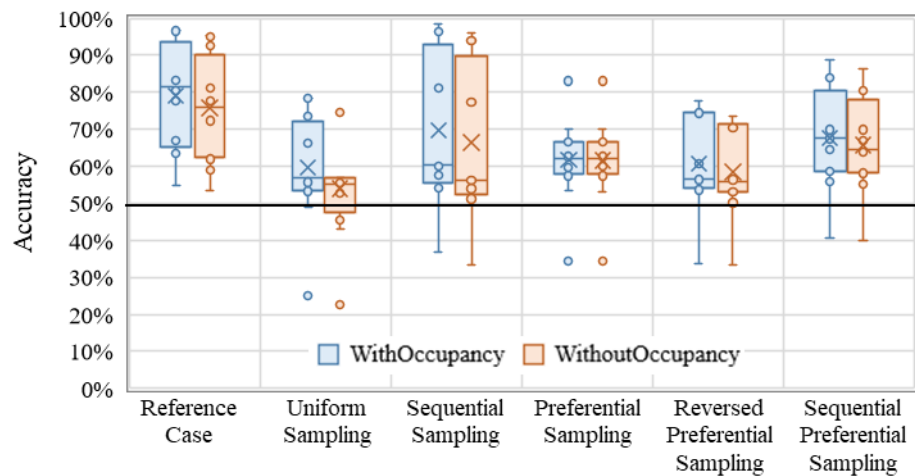 100%
90%
80%
70%
60%
50%
40%
30%
20%
10%
0%
Accuracy
WithOccupancy
WithoutOccupancy
Reference
Case
Uniform
Sampling
Sequential
Sampling
Preferential
Sampling
Reversed
Preferential
Sampling
Sequential
Preferential
Sampling